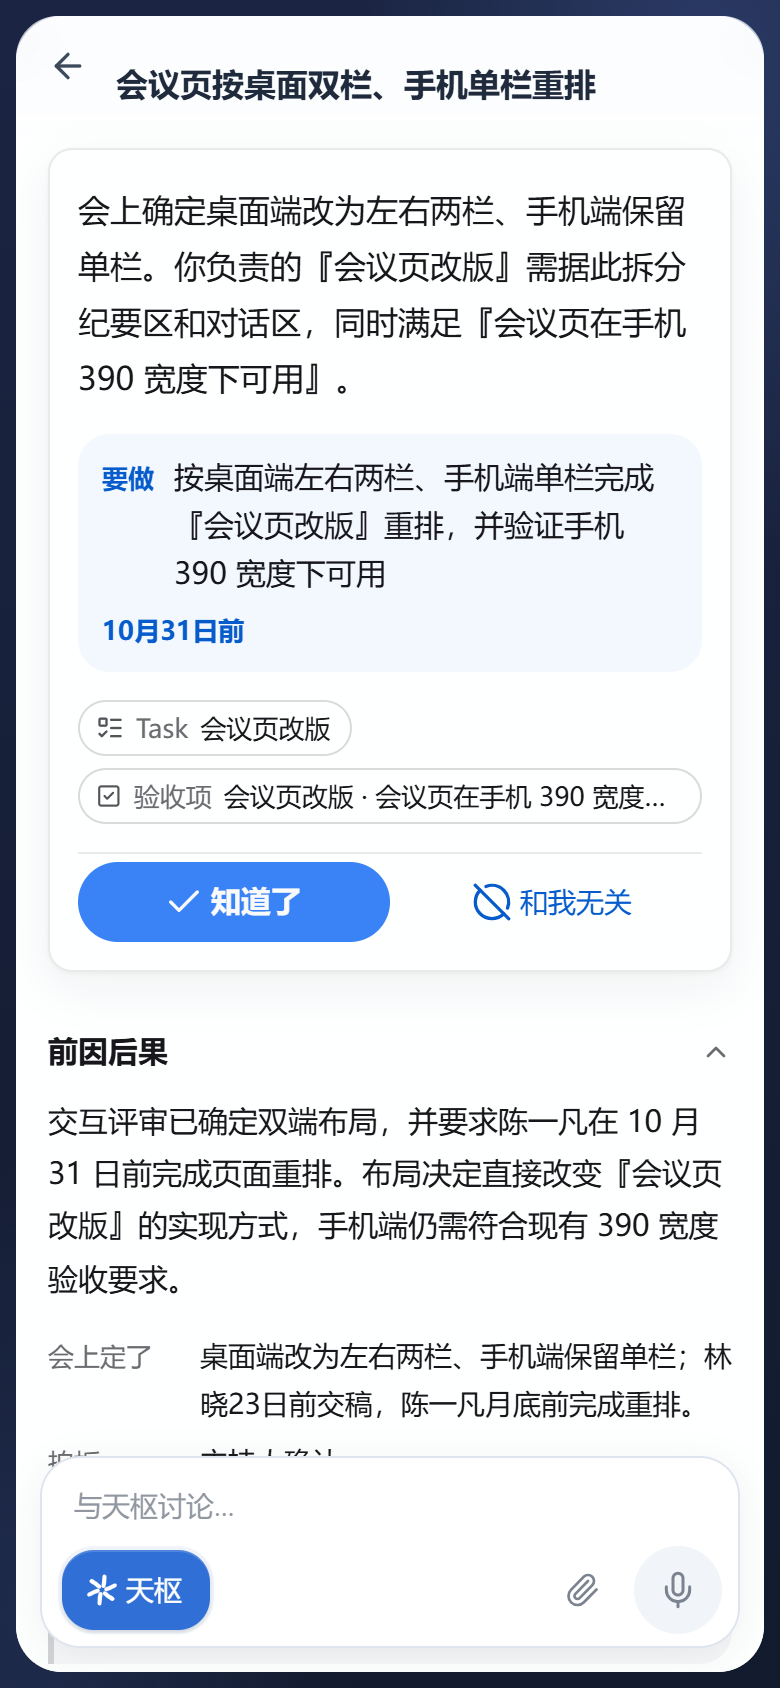 会议页按桌面双栏、手机单栏重排
会上确定桌面端改为左右两栏、手机端保留
单栏。你负责的『会议页改版』需据此拆分
纪要区和对话区，同时满足『会议页在手机
390 宽度下可用』。
要做 按桌面端左右两栏、手机端单栏完成
『会议页改版』重排，并验证手机
390 宽度下可用
10月31日前
Task 会议页改版
验收项 会议页改版 · 会议页在手机 390 宽度...
知道了
和我无关
前因后果
交互评审已确定双端布局，并要求陈一凡在 10 月
31 日前完成页面重排。布局决定直接改变『会议页
改版』的实现方式，手机端仍需符合现有 390 宽度
验收要求。
会上定了 桌面端改为左右两栏、手机端保留单栏；林
晓23日前交稿，陈一凡月底前完成重排。
与天枢讨论...
天枢